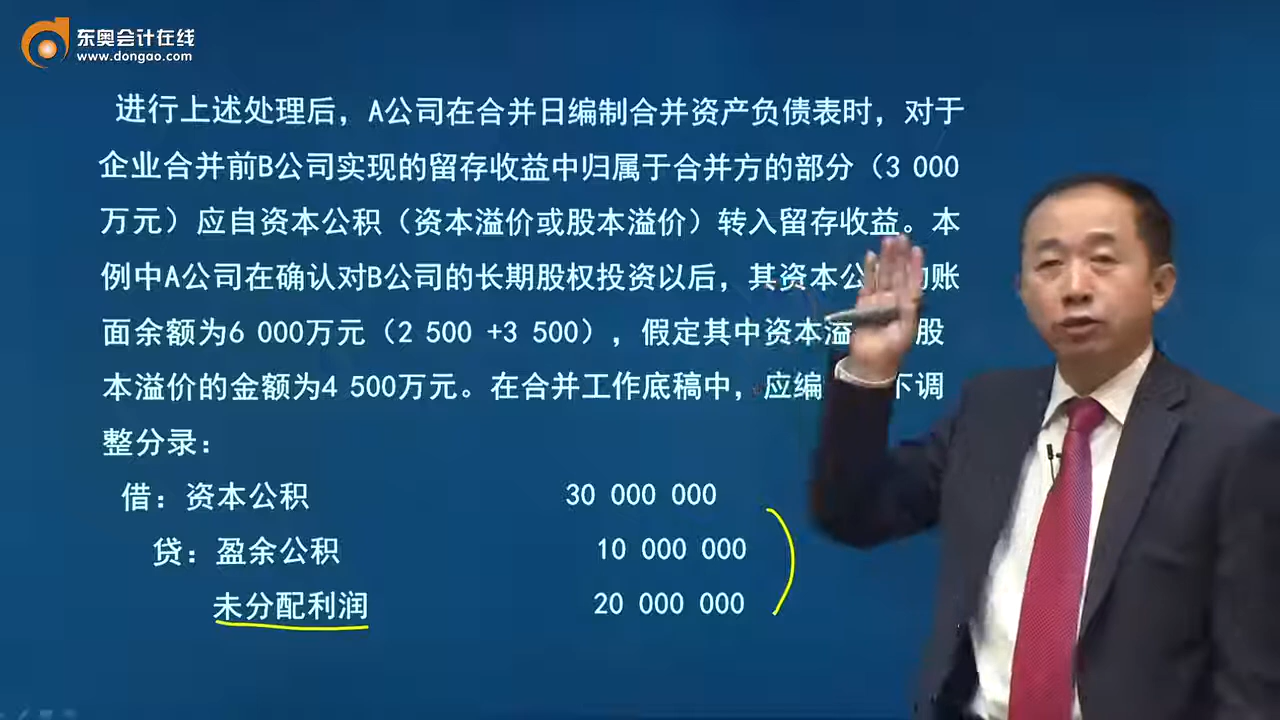 东奥会计在线
www.dongao.com
进行上述处理后，A公司在合并日编制合并资产负债表时，对于
企业合并前B公司实现的留存收益中归属于合并方的部分（3 000
万元）应自资本公积（资本溢价或股本溢价）转入留存收益。本
例中A公司在确认对B公司的长期股权投资以后，其资本公 账
面余额为6 000万元（2 500 +3 500），假定其中资本溢 股
本溢价的金额为4 500万元。在合并工作底稿中，应编 下调
整分录：
借：资本公积 30 000 000
贷：盈余公积 10 000 000
未分配利润 20 000 000